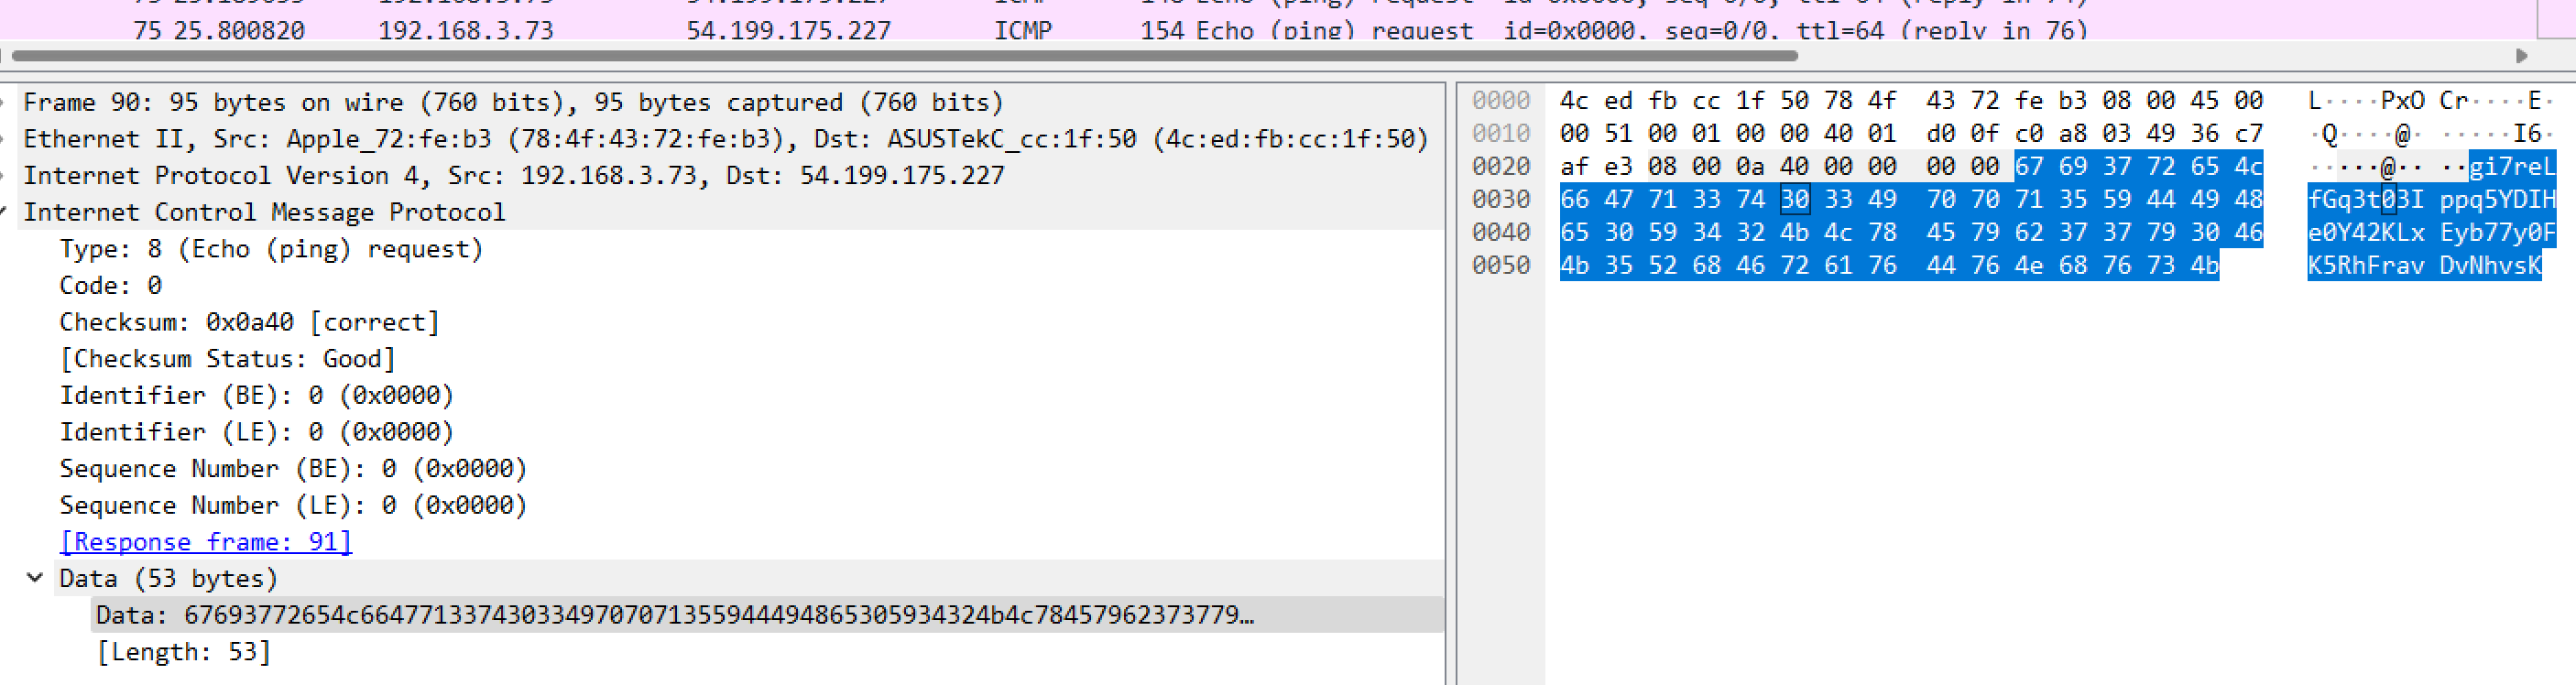 75 25.800820 192.168.3.73 54.199.175.227 ICMP 154 Echo (ping) request id=0x0000, seq=0/0, ttl=64 (reply in 76)
Frame 90: 95 bytes on wire (760 bits), 95 bytes captured (760 bits)
Ethernet II, Src: Apple_72:fe:b3 (78:4f:43:72:fe:b3), Dst: ASUSTekC_cc:1f:50 (4c:ed:fb:cc:1f:50)
Internet Protocol Version 4, Src: 192.168.3.73, Dst: 54.199.175.227
Internet Control Message Protocol
Type: 8 (Echo (ping) request)
Code: 0
Checksum: 0x0a40 [correct]
[Checksum Status: Good]
Identifier (BE): 0 (0x0000)
Identifier (LE): 0 (0x0000)
Sequence Number (BE): 0 (0x0000)
Sequence Number (LE): 0 (0x0000)
[Response frame: 91]
Data (53 bytes)
Data: 67693772654c664771337430334970707135594449486530593432 4b4c78457962373779…
[Length: 53]
0000 4c ed fb cc 1f 50 78 4f 43 72 fe b3 08 00 45 00 L····PxO Cr····E·
0010 00 51 00 01 00 00 40 01 d0 0f c0 a8 03 49 36 c7 ·Q····@· ·····I6·
0020 af e3 08 00 0a 40 00 00 00 00 67 69 37 72 65 4c ·····@·· ··gi7reL
0030 66 47 71 33 74 30 33 49 70 70 71 35 59 44 49 48 fGq3t03I ppq5YDIH
0040 65 30 59 34 32 4b 4c 78 45 79 62 37 37 79 30 46 e0Y42KLx Eyb77y0F
0050 4b 35 52 68 46 72 61 76 44 76 4e 68 76 73 4b K5RhFrav DvNhvsK